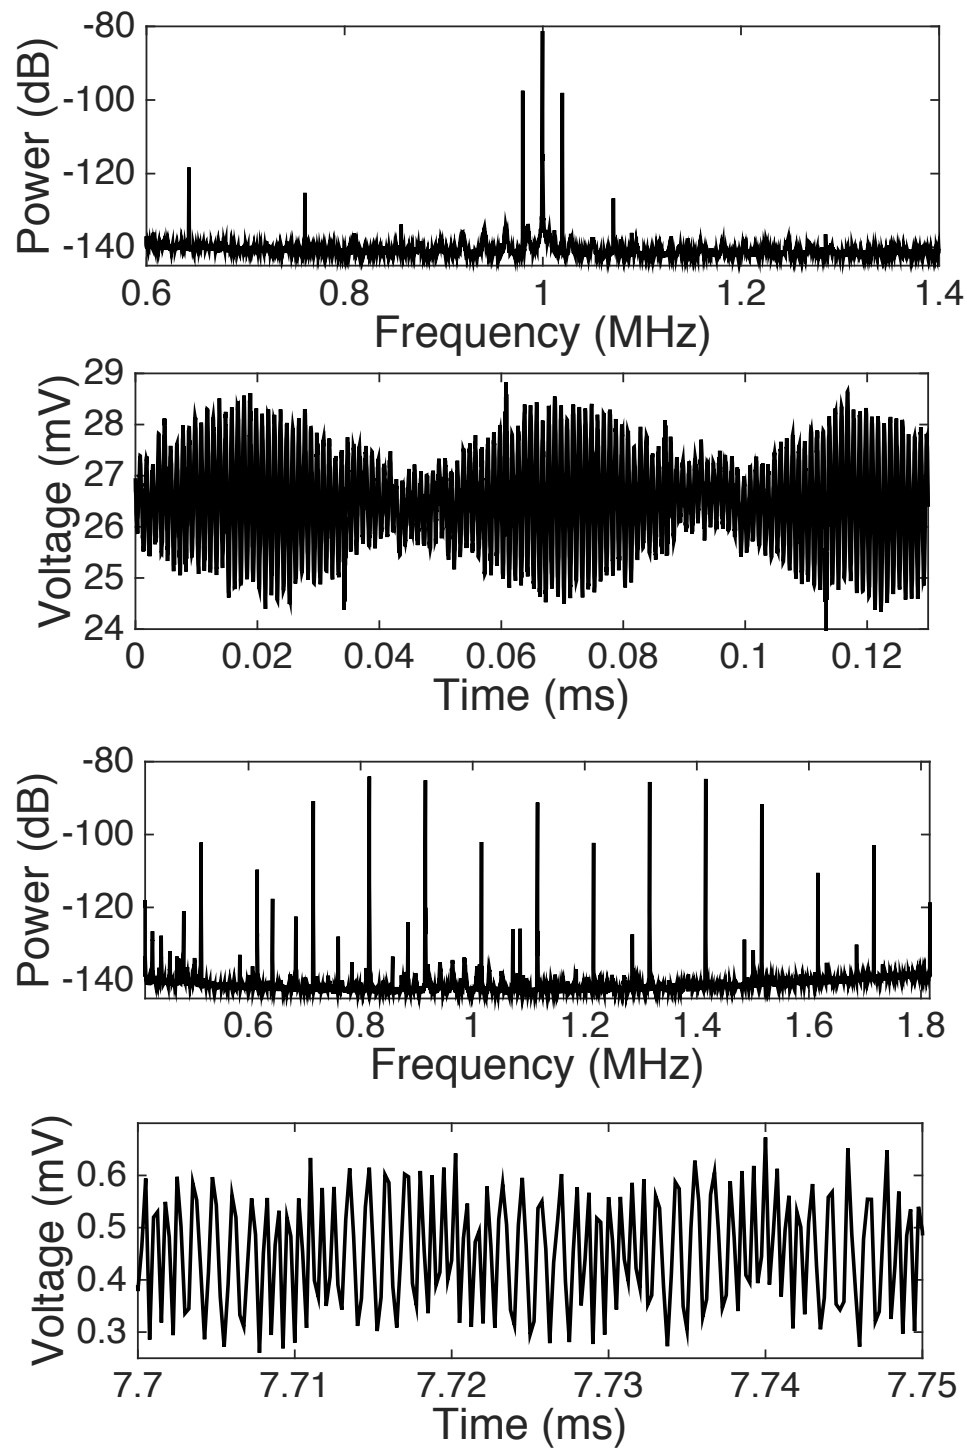 Power (dB)
-80
-100
-120
-140
0.6 0.8 1 1.2 1.4
Frequency (MHz)
Voltage (mV)
29
28
27
26
25
24
0 0.02 0.04 0.06 0.08 0.1 0.12
Time (ms)
Power (dB)
-80
-100
-120
-140
0.6 0.8 1 1.2 1.4 1.6 1.8
Frequency (MHz)
Voltage (mV)
0.6
0.5
0.4
0.3
7.7 7.71 7.72 7.73 7.74 7.75
Time (ms)